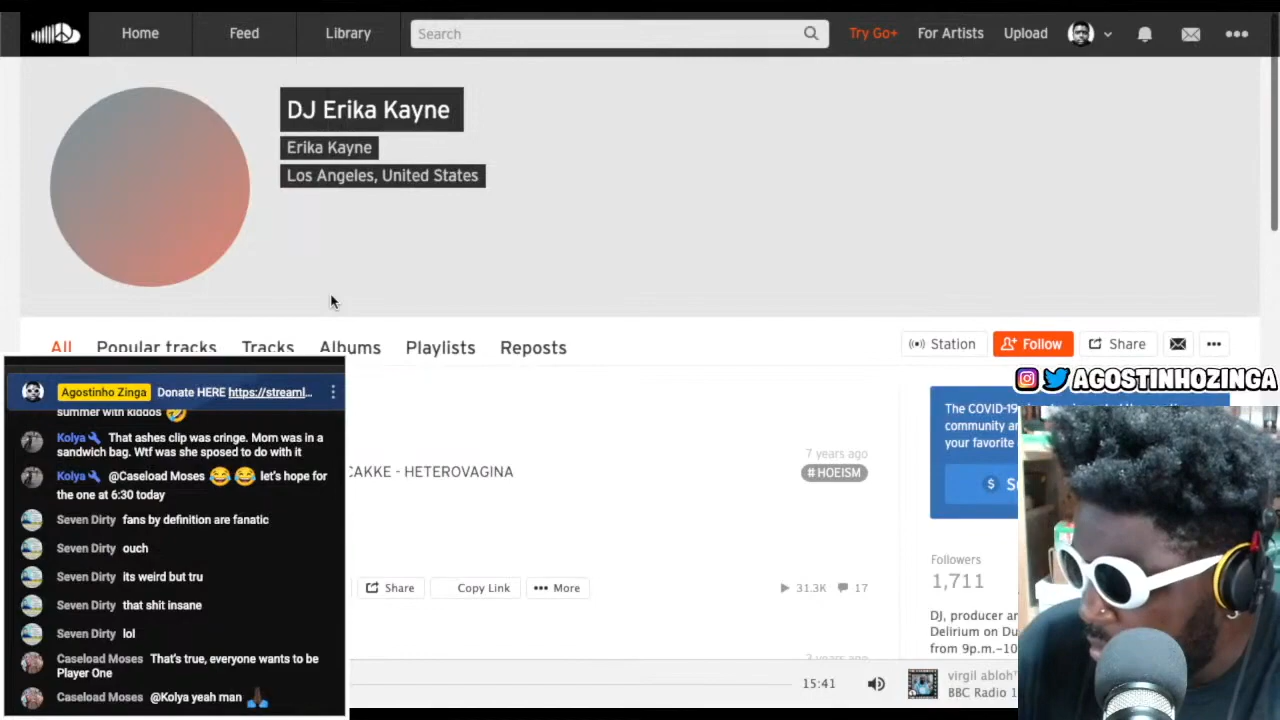 Home
Feed
Library
Search
Try Go+
For Artists
Upload
DJ Erika Kayne
Erika Kayne
Los Angeles, United States
All
Popular tracks
Tracks
Albums
Playlists
Reposts
Station
Follow
Share
AGOSTINHOZINGA
The COVID-19
community
your favorite
7 years ago
CAKKE - HETEROVAGINA
# HOEISM
Share
Copy Link
More
31.3K
17
Followers
1,711
DJ, producer
Delirium on
from 9p.m.–10
15:41
virgil abloh
BBC Radio 1
Agostinho Zinga Donate HERE https://streaml...
summer with kiddos 🤣
Kolya That ashes clip was cringe. Mom was in a
sandwich bag. Wtf was she sposed to do with it
Kolya @Caseload Moses 😂 😂 let's hope for
the one at 6:30 today
Seven Dirty fans by definition are fanatic
Seven Dirty ouch
Seven Dirty its weird but tru
Seven Dirty that shit insane
Seven Dirty lol
Caseload Moses That's true, everyone wants to be
Player One
Caseload Moses @Kolya yeah man